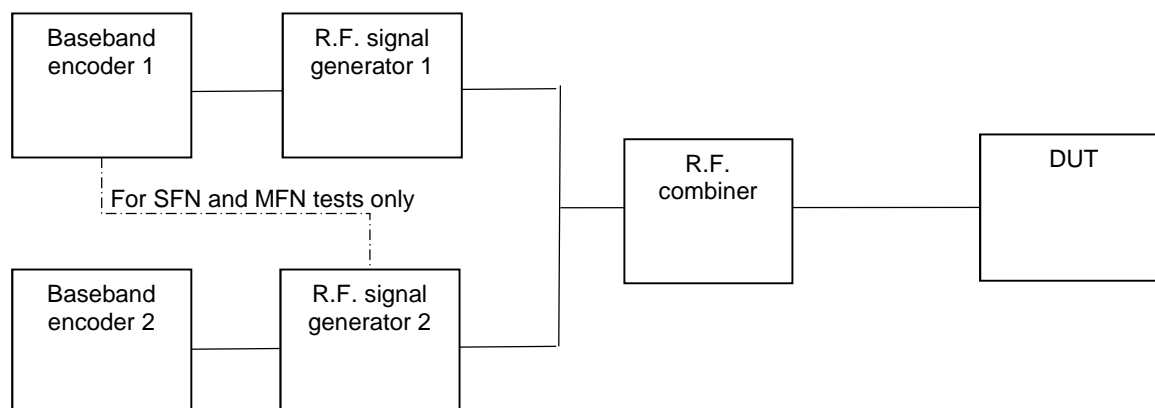 Baseband
encoder 1
R.F. signal
generator 1
R.F.
combiner
DUT
For SFN and MFN tests only
Baseband
encoder 2
R.F. signal
generator 2